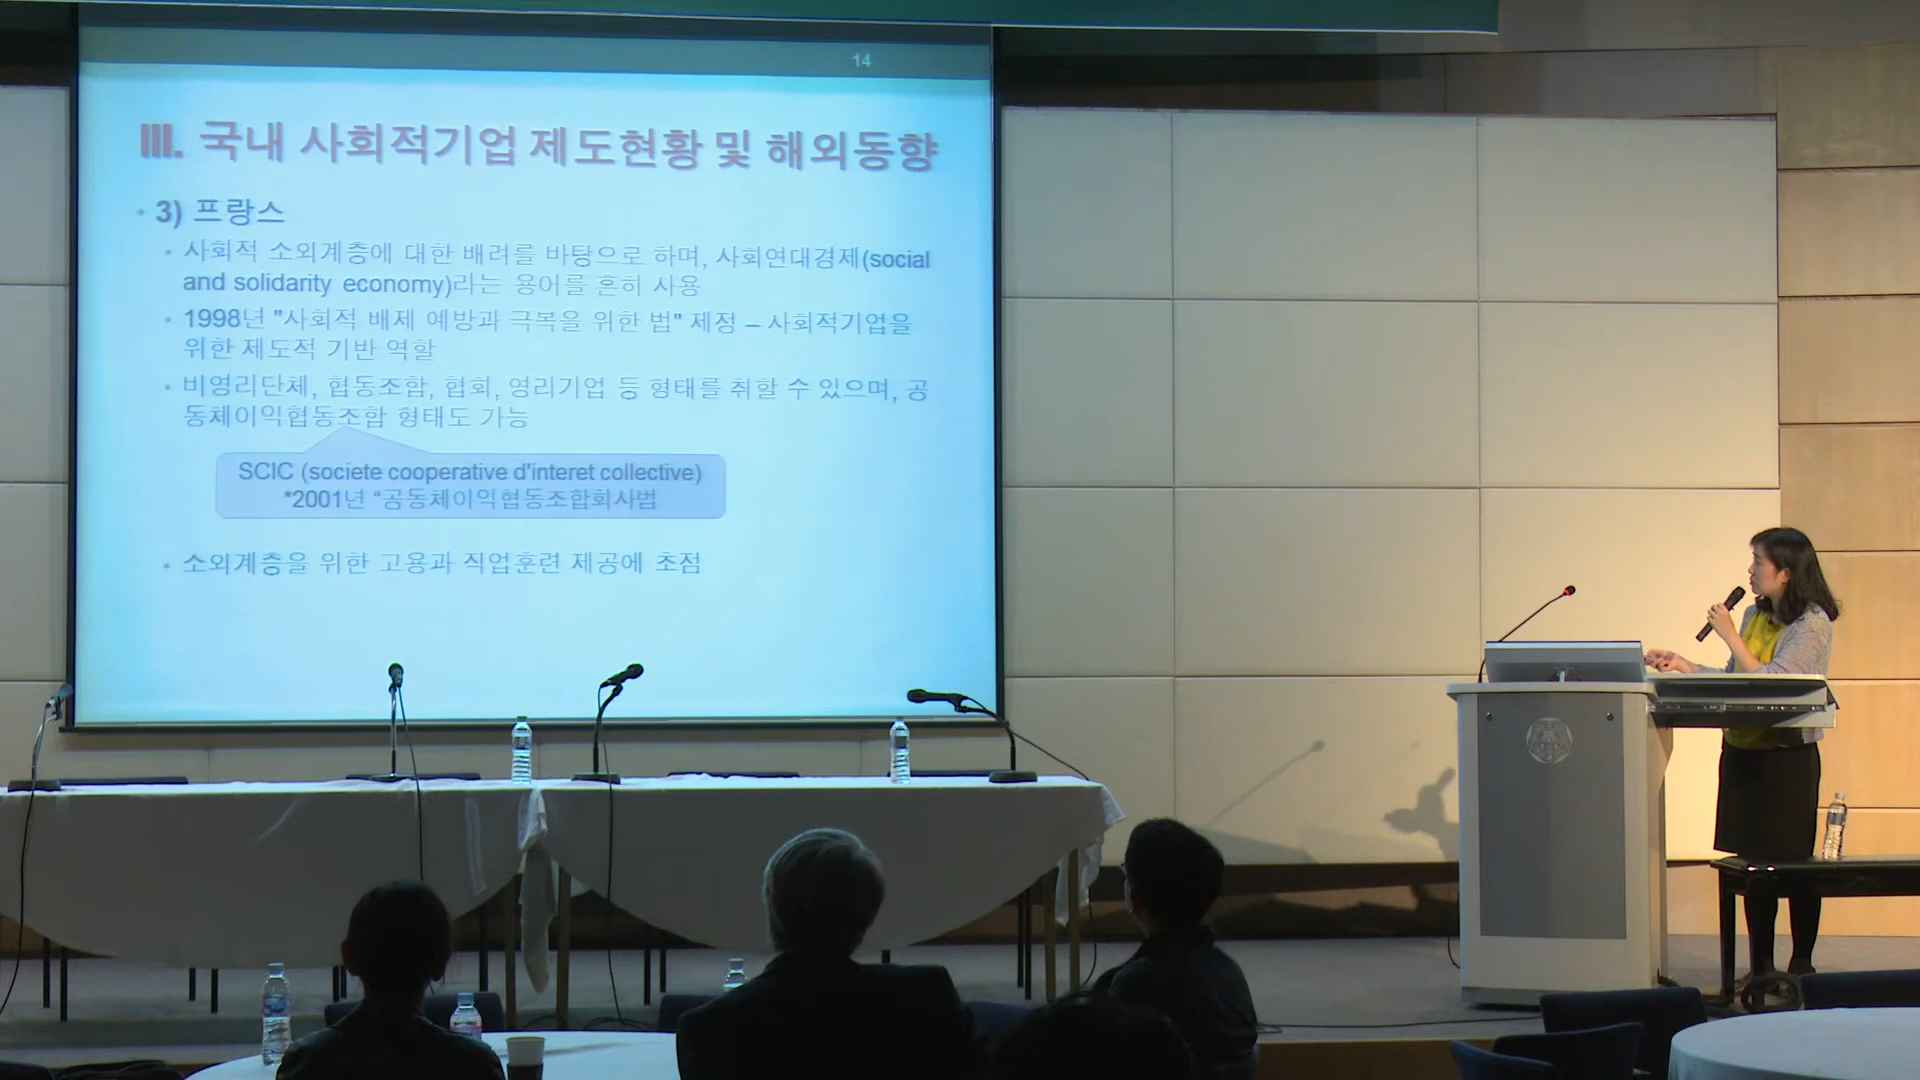 14
III. 국내 사회적기업 제도현황 및 해외동향
• 3) 프랑스
• 사회적 소외계층에 대한 배려를 바탕으로 하며, 사회연대경제(social
and solidarity economy)라는 용어를 흔히 사용
• 1998년 "사회적 배제 예방과 극복을 위한 법" 제정 – 사회적기업을
위한 제도적 기반 역할
• 비영리단체, 협동조합, 협회, 영리기업 등 형태를 취할 수 있으며, 공
동체이익협동조합 형태도 가능
SCIC (societe cooperative d'interet collective)
*2001년 “공동체이익협동조합회사법
• 소외계층을 위한 고용과 직업훈련 제공에 초점